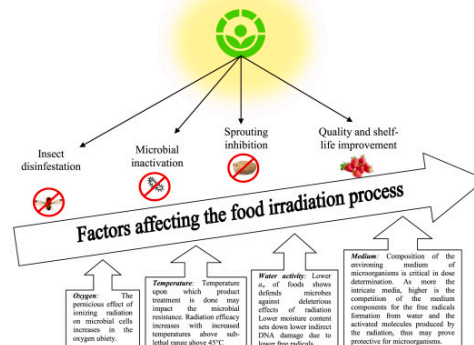 Insect
disinfestation
Microbial
inactivation
Sprouting
inhibition
Quality and shelf-
life improvement
Factors affecting the food irradiation process
Oxygen: The
pernicious effect of
ionizing radiation
on microbial cells
increases in the
oxygen ubiety.
Temperature: Temperature
upon which product
treatment is done may
impact the microbial
resistance. Radiation efficacy
increases with increased
temperatures above sub-
lethal range above 45°C
Water activity: Lower
aw of foods shows
defends microbes
against deleterious
effects of radiation
Lower moisture content
sets down lower indirect
DNA damage due to
lower free radicals.
Medium: Composition of the
environing medium of
microorganisms is critical in dose
determination. As more the
intricate media, higher is the
competition of the medium
components for the free radicals
formation from water and the
activated molecules produced by
the radiation, thus may prove
protective for microorganisms.